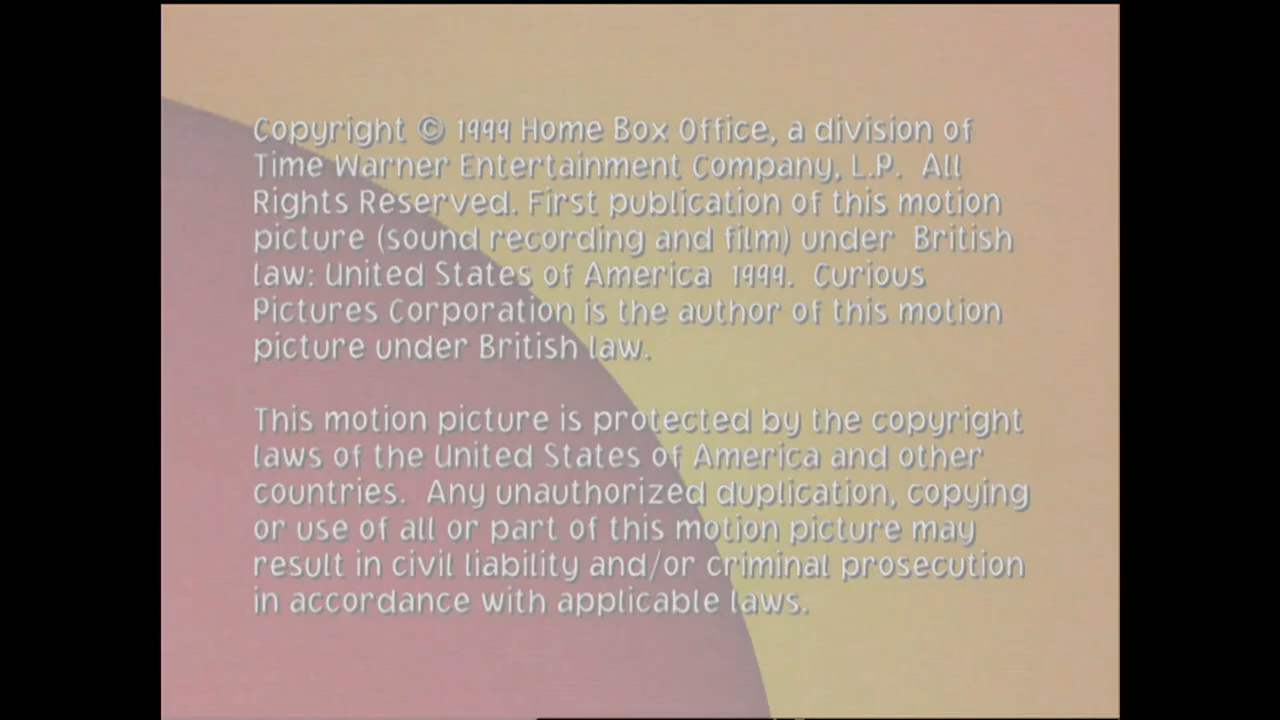 Copyright © 1999 Home Box Office, a division of
Time Warner Entertainment Company, L.P.  All
Rights Reserved. First publication of this motion
picture (sound recording and film) under  British
law: United States of America  1999.  Curious
Pictures Corporation is the author of this motion
picture under British law.
This motion picture is protected by the copyright
laws of the United States of America and other
countries.  Any unauthorized duplication, copying
or use of all or part of this motion picture may
result in civil liability and/or criminal prosecution
in accordance with applicable laws.